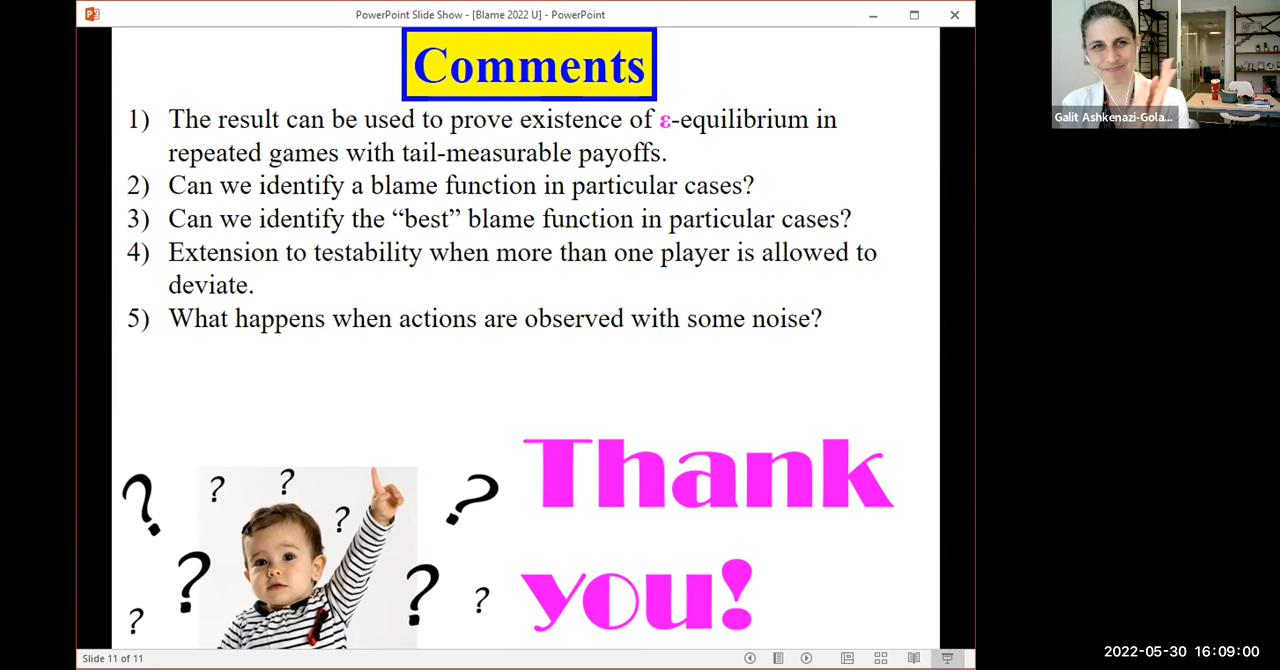 PowerPoint Slide Show - [Blame 2022 U] - PowerPoint
Comments
1) The result can be used to prove existence of ε-equilibrium in
repeated games with tail-measurable payoffs.
2) Can we identify a blame function in particular cases?
3) Can we identify the “best” blame function in particular cases?
4) Extension to testability when more than one player is allowed to
deviate.
5) What happens when actions are observed with some noise?
? ? ? ? ? ? ? ? ?
Thank
you!
Slide 11 of 11
Galit Ashkenazi-Gola...
2022-05-30 16:09:00